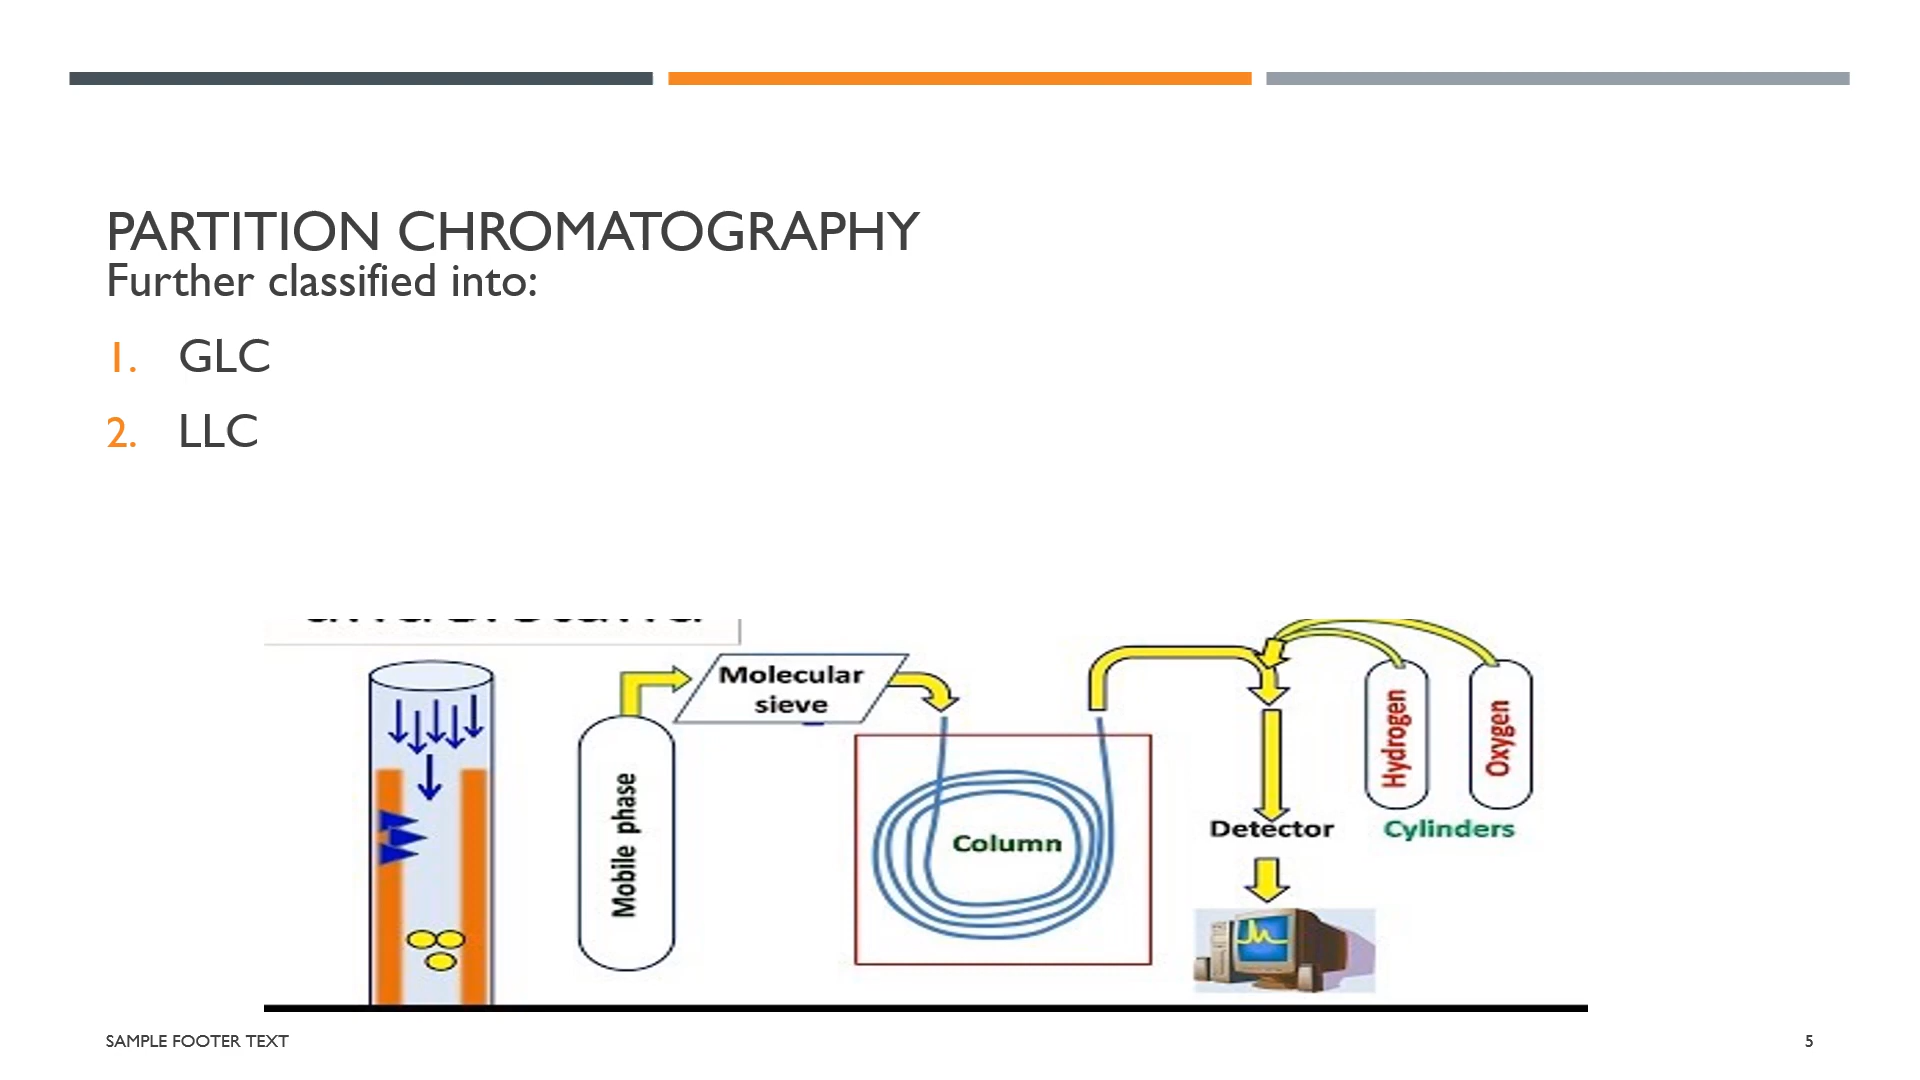 PARTITION CHROMATOGRAPHY
Further classified into:
1. GLC
2. LLC
Molecular
sieve
Mobile phase
Column
Hydrogen
Oxygen
Detector
Cylinders
SAMPLE FOOTER TEXT
5